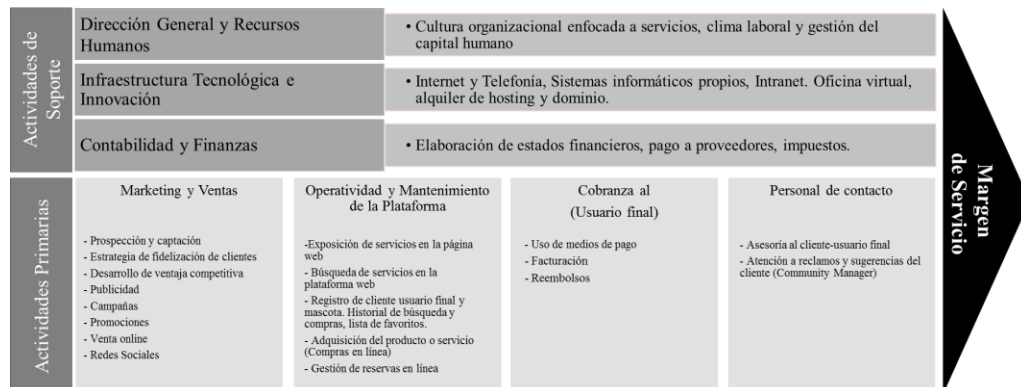 Actividades de
Soporte
Dirección General y Recursos
Humanos
• Cultura organizacional enfocada a servicios, clima laboral y gestión del
capital humano
Infraestructura Tecnológica e
Innovación
• Internet y Telefonía, Sistemas informáticos propios, Intranet. Oficina virtual,
alquiler de hosting y dominio.
Contabilidad y Finanzas
• Elaboración de estados financieros, pago a proveedores, impuestos.
Actividades Primarias
Marketing y Ventas
- Prospección y captación
- Estrategia de fidelización de clientes
- Desarrollo de ventaja competitiva
- Publicidad
- Campañas
- Promociones
- Venta online
- Redes Sociales
Operatividad y Mantenimiento
de la Plataforma
-Exposición de servicios en la página
web
- Búsqueda de servicios en la
plataforma web
- Registro de cliente usuario final y
mascota. Historial de búsqueda y
compras, lista de favoritos.
- Adquisición del producto o servicio
(Compras en línea)
- Gestión de reservas en línea
Cobranza al
(Usuario final)
- Uso de medios de pago
- Facturación
- Reembolsos
Personal de contacto
- Asesoría al cliente-usuario final
- Atención a reclamos y sugerencias del
cliente (Community Manager)
Margen
de Servicio